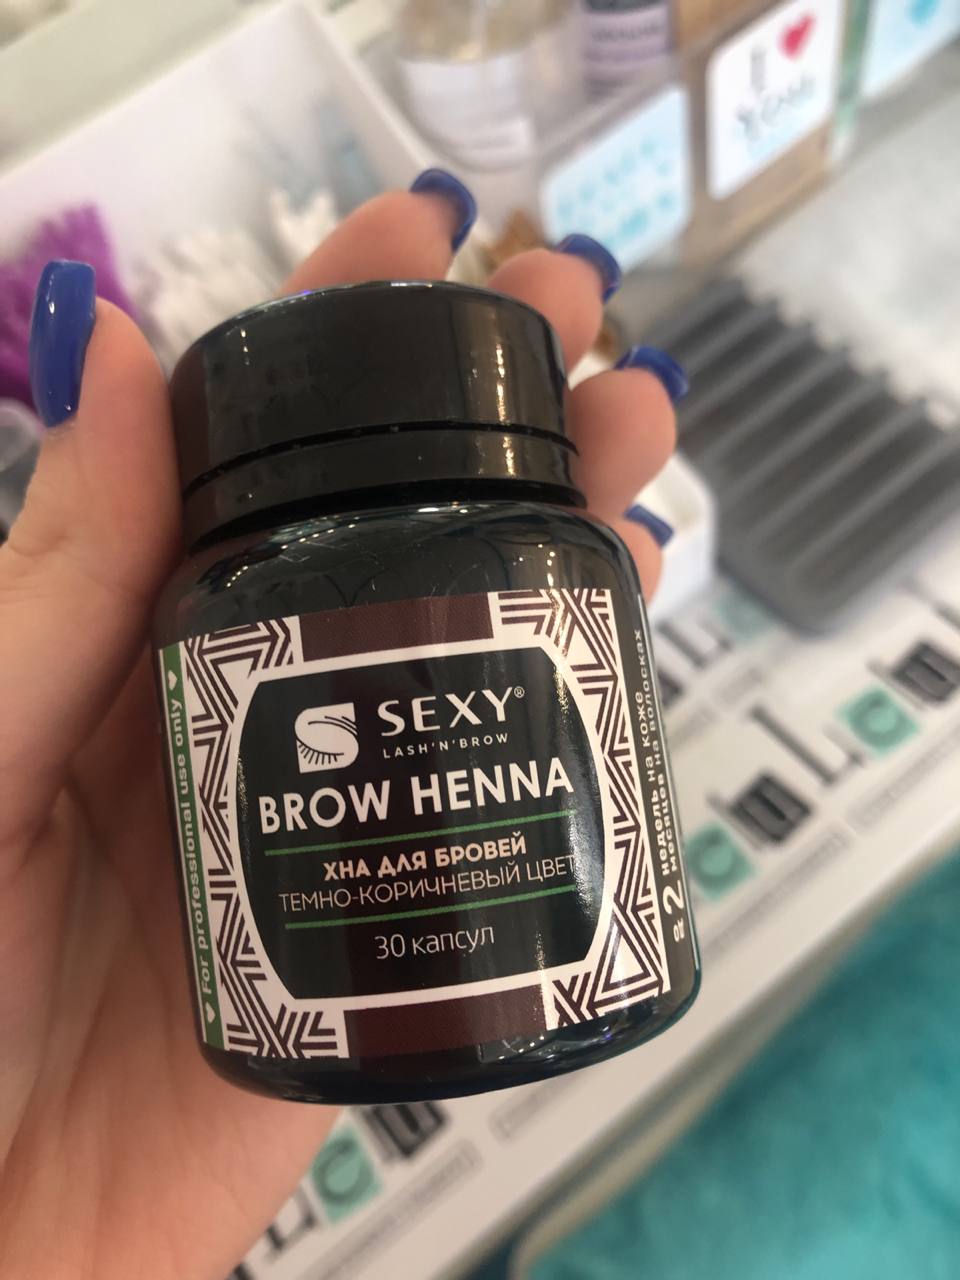 SEXY®
LASH'N'BROW
BROW HENNA
ХНА ДЛЯ БРОВЕЙ
ТЕМНО-КОРИЧНЕВЫЙ ЦВЕТ
30 капсул
♥ For professional use only ♥
2 недель на коже
месяцев на волосках
I ♥